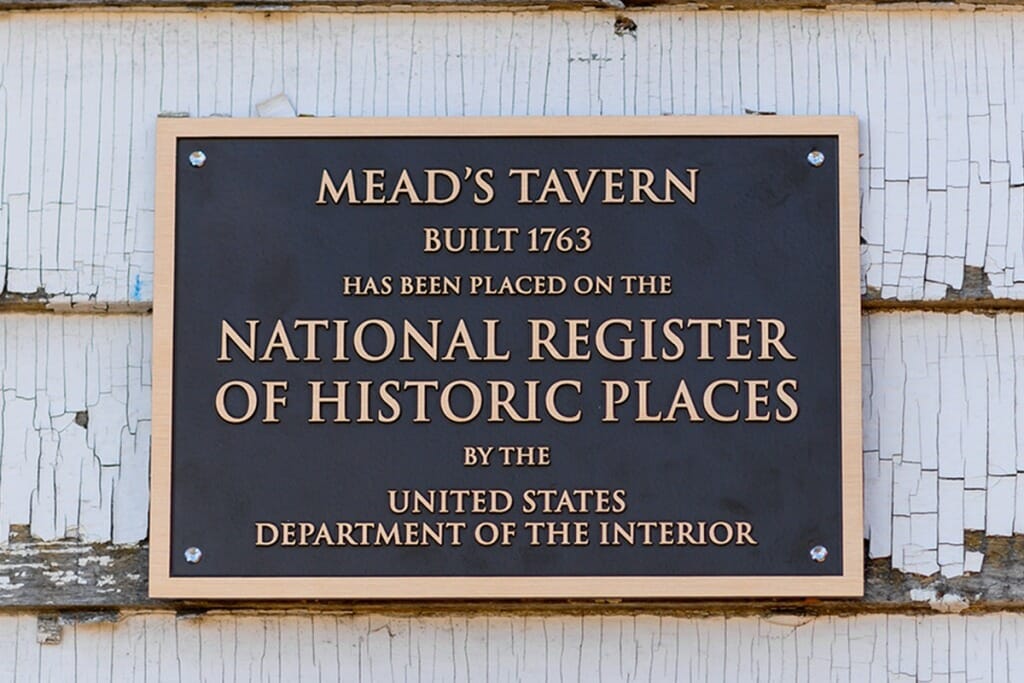 MEAD'S TAVERN
BUILT 1763
HAS BEEN PLACED ON THE
NATIONAL REGISTER
OF HISTORIC PLACES
BY THE
UNITED STATES
DEPARTMENT OF THE INTERIOR